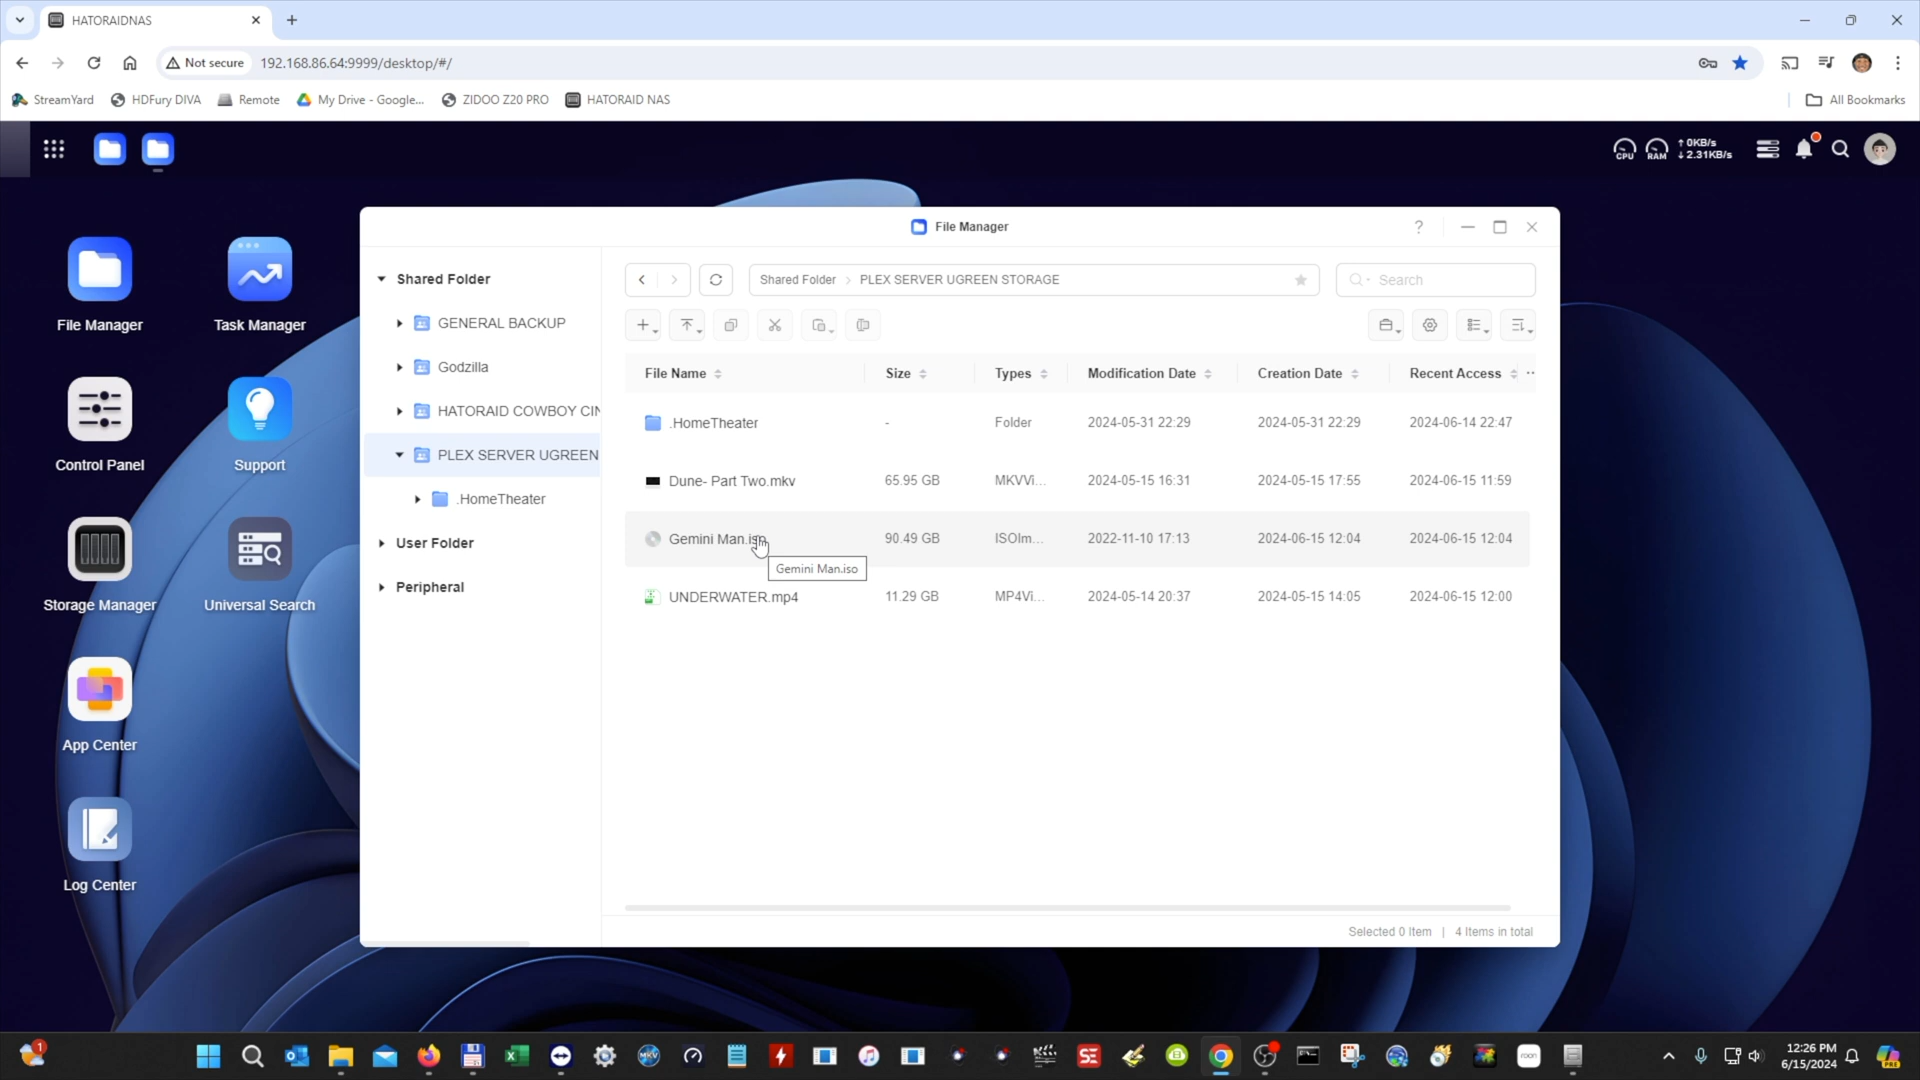 HATORAIDNAS
Not secure 192.168.86.64:9999/desktop/#/
StreamYard HDFury DIVA Remote My Drive - Google... ZIDOO Z20 PRO HATORAID NAS All Bookmarks
CPU RAM ↑ 0KB/s
↓ 2.31KB/s
File Manager
Task Manager
Control Panel
Support
Storage Manager
Universal Search
App Center
Log Center
File Manager
?
Shared Folder
GENERAL BACKUP
Godzilla
HATORAID COWBOY CIN
PLEX SERVER UGREEN
.HomeTheater
User Folder
Peripheral
Shared Folder > PLEX SERVER UGREEN STORAGE
Search
File Name Size Types Modification Date Creation Date Recent Access ··
.HomeTheater - Folder 2024-05-31 22:29 2024-05-31 22:29 2024-06-14 22:47
Dune- Part Two.mkv 65.95 GB MKVVi... 2024-05-15 16:31 2024-05-15 17:55 2024-06-15 11:59
Gemini Man.iso 90.49 GB ISOIm... 2022-11-10 17:13 2024-06-15 12:04 2024-06-15 12:04
Gemini Man.iso
UNDERWATER.mp4 11.29 GB MP4Vi... 2024-05-14 20:37 2024-05-15 14:05 2024-06-15 12:00
Selected 0 Item | 4 Items in total
1
MKV
SE
roon
12:26 PM
6/15/2024
PRE